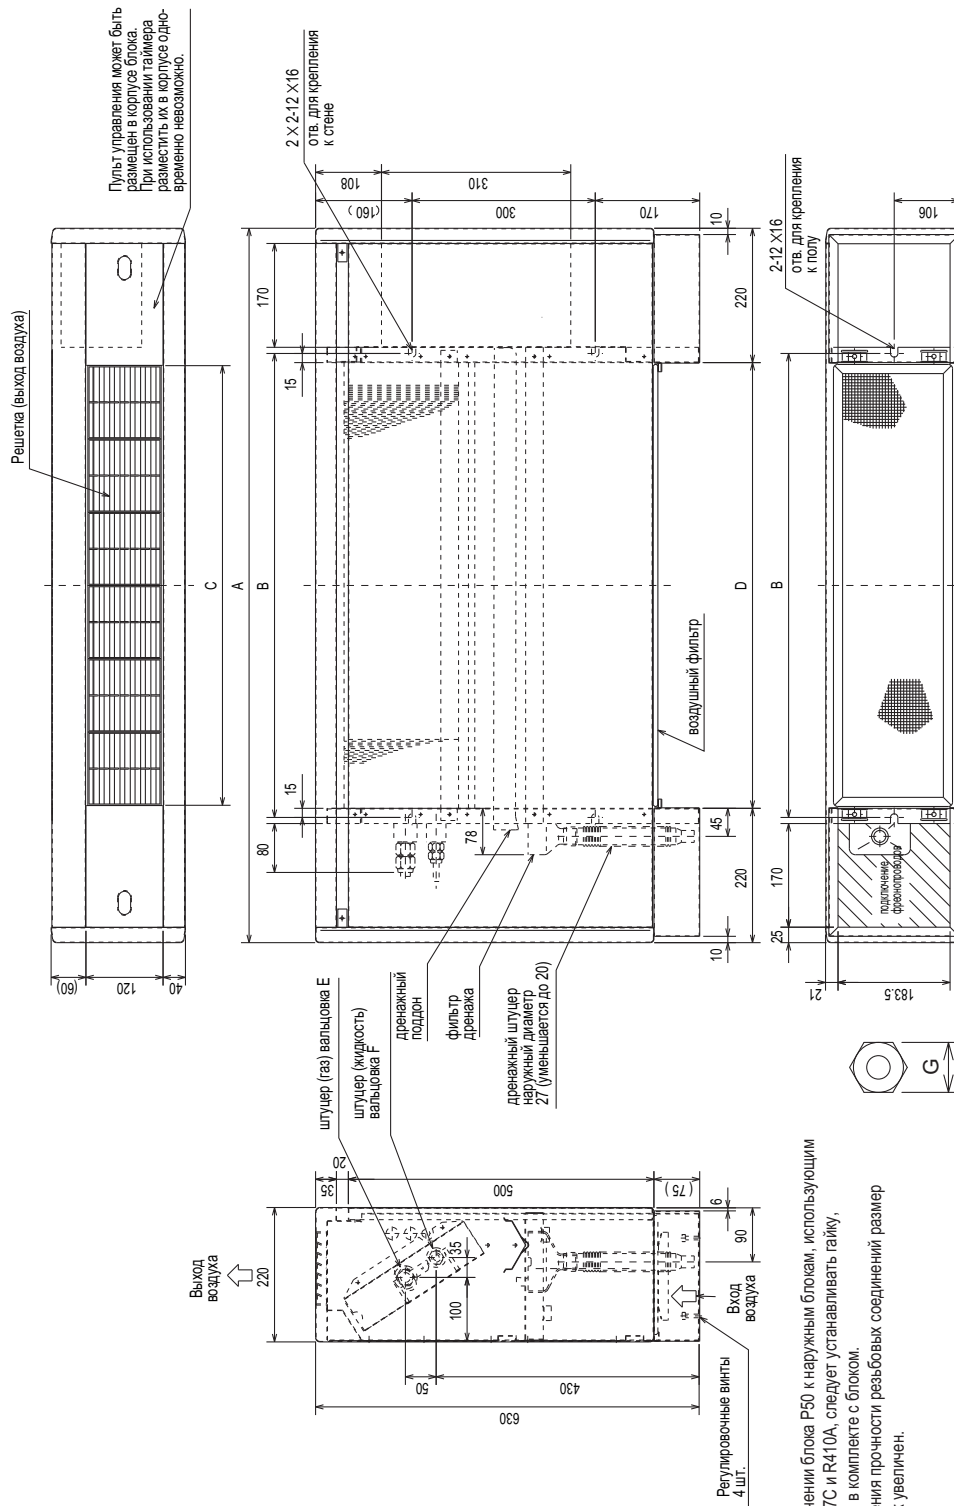 Пульт управления может быть
размещен в корпусе блока.
При использовании таймера
разместить их в корпусе одно-
временно невозможно.
Решетка (выход воздуха)
(60)
120
40
C
A
B
2 X 2-12 X16
отв. для крепления
к стене
108
310
(160)
300
170
10
170
15
220
15
80
78
45
D
220
10
воздушный фильтр
штуцер (газ) вальцовка E
штуцер (жидкость)
вальцовка F
дренажный
поддон
фильтр
дренажа
дренажный штуцер
наружный диаметр
27 (уменьшается до 20)
2-12 X16
отв. для крепления
к полу
106
B
170
25
21
183.5
подключение
фреонопроводов
G
Выход
воздуха
220
35
20
500
(75)
6
90
35
100
50
430
630
Вход
воздуха
Регулировочные винты
4 шт.
нении блока P50 к наружным блокам, использующим
7C и R410A, следует устанавливать гайку,
в комплекте с блоком.
ния прочности резьбовых соединений размер
увеличен.